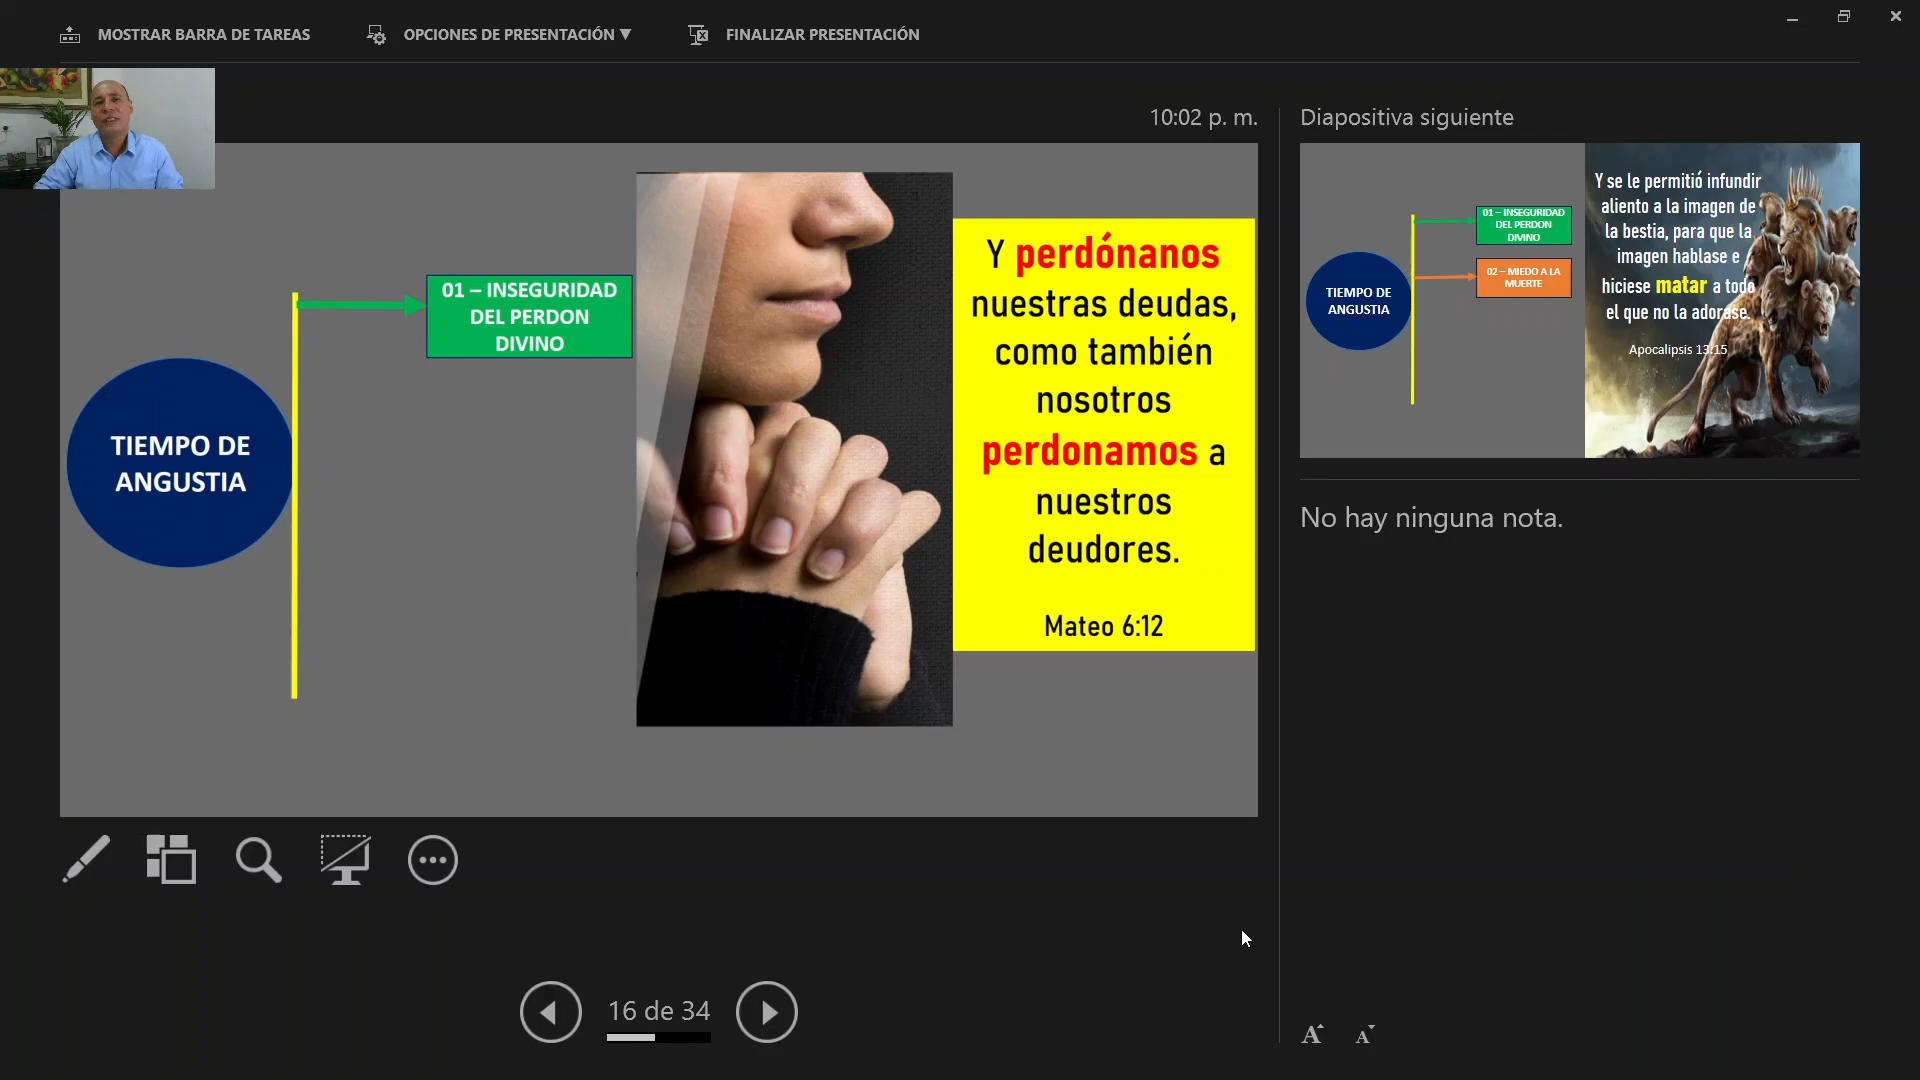 MOSTRAR BARRA DE TAREAS
OPCIONES DE PRESENTACIÓN ▼
FINALIZAR PRESENTACIÓN
10:02 p. m.
TIEMPO DE
ANGUSTIA
01 – INSEGURIDAD
DEL PERDON
DIVINO
Y perdónanos
nuestras deudas,
como también
nosotros
perdonamos a
nuestros
deudores.
Mateo 6:12
16 de 34
Diapositiva siguiente
TIEMPO DE
ANGUSTIA
01 – INSEGURIDAD
DEL PERDON
DIVINO
02 – MIEDO A LA
MUERTE
Y se le permitió infundir
aliento a la imagen de
la bestia, para que la
imagen hablase e
hiciese matar a todo
el que no la adorase.
Apocalipsis 13:15
No hay ninguna nota.
A A